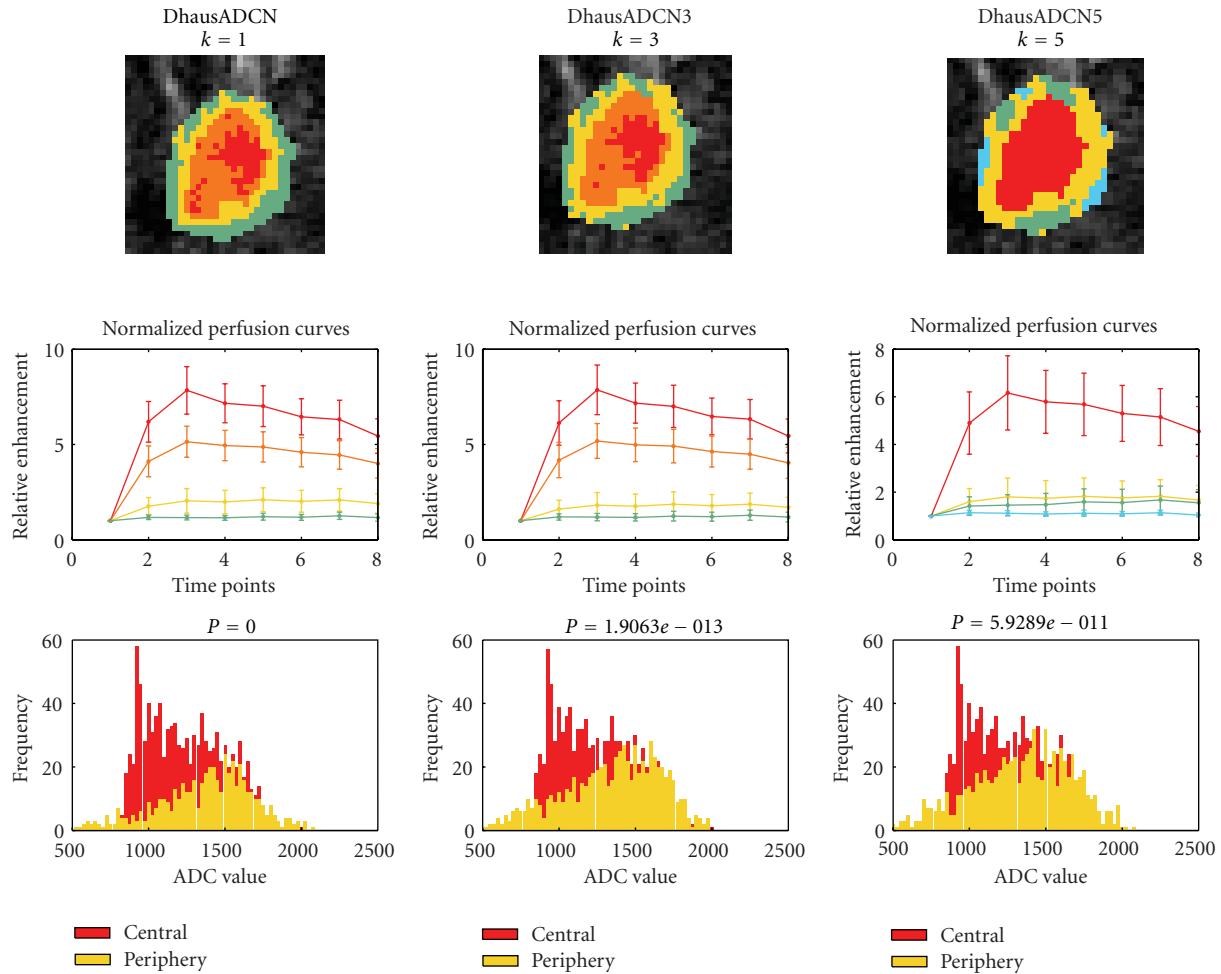 DhausADCN
k = 1
DhausADCN3
k = 3
DhausADCN5
k = 5
Normalized perfusion curves
Relative enhancement
10
5
0
0 2 4 6 8
Time points
Normalized perfusion curves
Relative enhancement
10
5
0
0 2 4 6 8
Time points
Normalized perfusion curves
Relative enhancement
8
6
4
2
0
0 2 4 6 8
Time points
P = 0
Frequency
60
40
20
0
500 1000 1500 2000 2500
ADC value
P = 1.9063e − 013
Frequency
60
40
20
0
500 1000 1500 2000 2500
ADC value
P = 5.9289e − 011
Frequency
60
40
20
0
500 1000 1500 2000 2500
ADC value
Central
Periphery
Central
Periphery
Central
Periphery